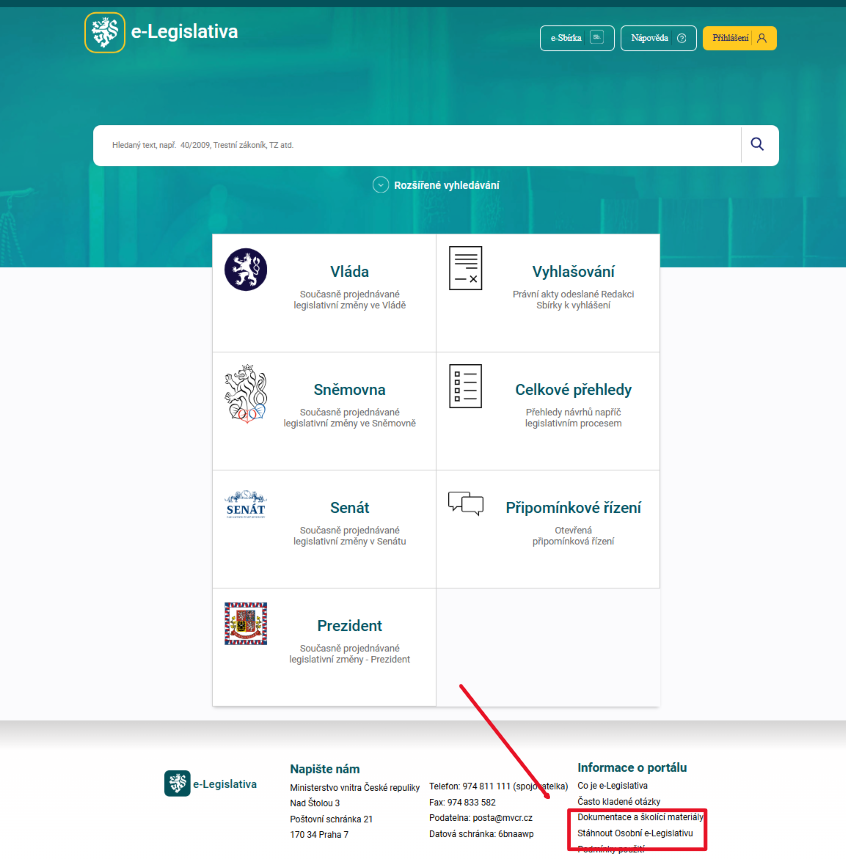 e-Legislativa
e-Sbírka
Nápověda
Přihlášení
Hledaný text, např. 40/2009, Trestní zákoník, TZ atd.
Rozšířené vyhledávání
Vláda
Současně projednávané
legislativní změny ve Vládě
Vyhlašování
Právní akty odeslané Redakci
Sbírky k vyhlášení
Sněmovna
Současně projednávané
legislativní změny ve Sněmovně
Celkové přehledy
Přehledy návrhů napříč
legislativním procesem
SENÁT
Senát
Současně projednávané
legislativní změny v Senátu
Připomínkové řízení
Otevřená
připomínková řízení
Prezident
Současně projednávané
legislativní změny - Prezident
e-Legislativa
Napište nám
Ministerstvo vnitra České republiky
Nad Štolou 3
Poštovní schránka 21
170 34 Praha 7
Telefon: 974 811 111 (spojovatelka)
Fax: 974 833 582
Podatelna: posta@mvcr.cz
Datová schránka: 6bnaawp
Informace o portálu
Co je e-Legislativa
Často kladené otázky
Dokumentace a školící materiály
Stáhnout Osobní e-Legislativu
Podmínky použití